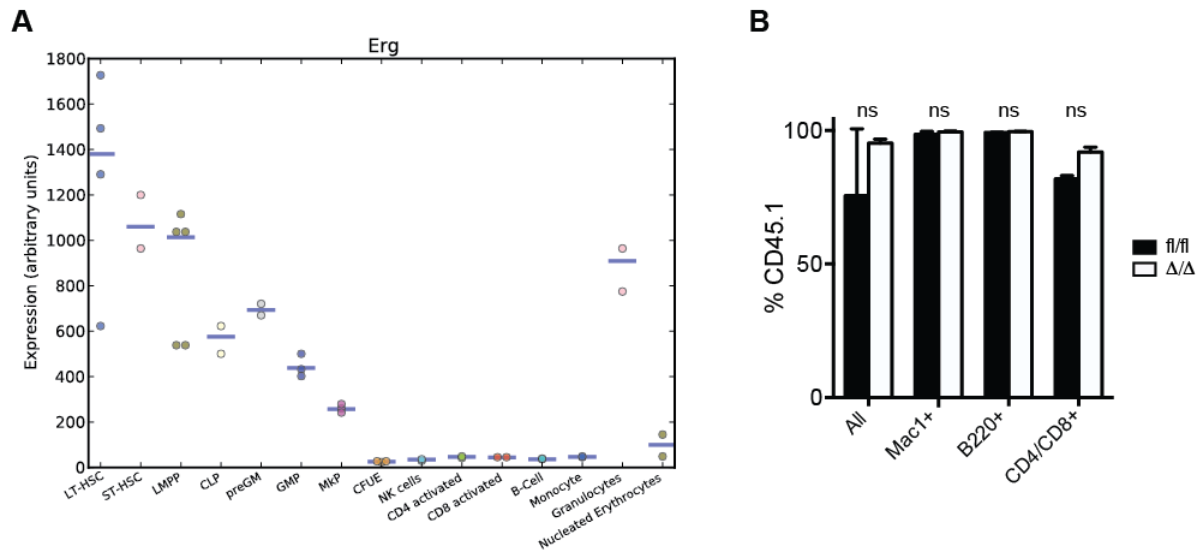 A
Erg
Expression (arbitrary units)
1800
1600
1400
1200
1000
800
600
400
200
0
LT-HSC
ST-HSC
LMPP
CLP
preGM
GMP
MkP
CFUE
NK cells
CD4 activated
CD8 activated
B-Cell
Monocyte
Granulocytes
Nucleated Erythrocytes
B
ns ns ns ns
% CD45.1
100
50
0
All
Mac1+
B220+
CD4/CD8+
fl/fl
Δ/Δ